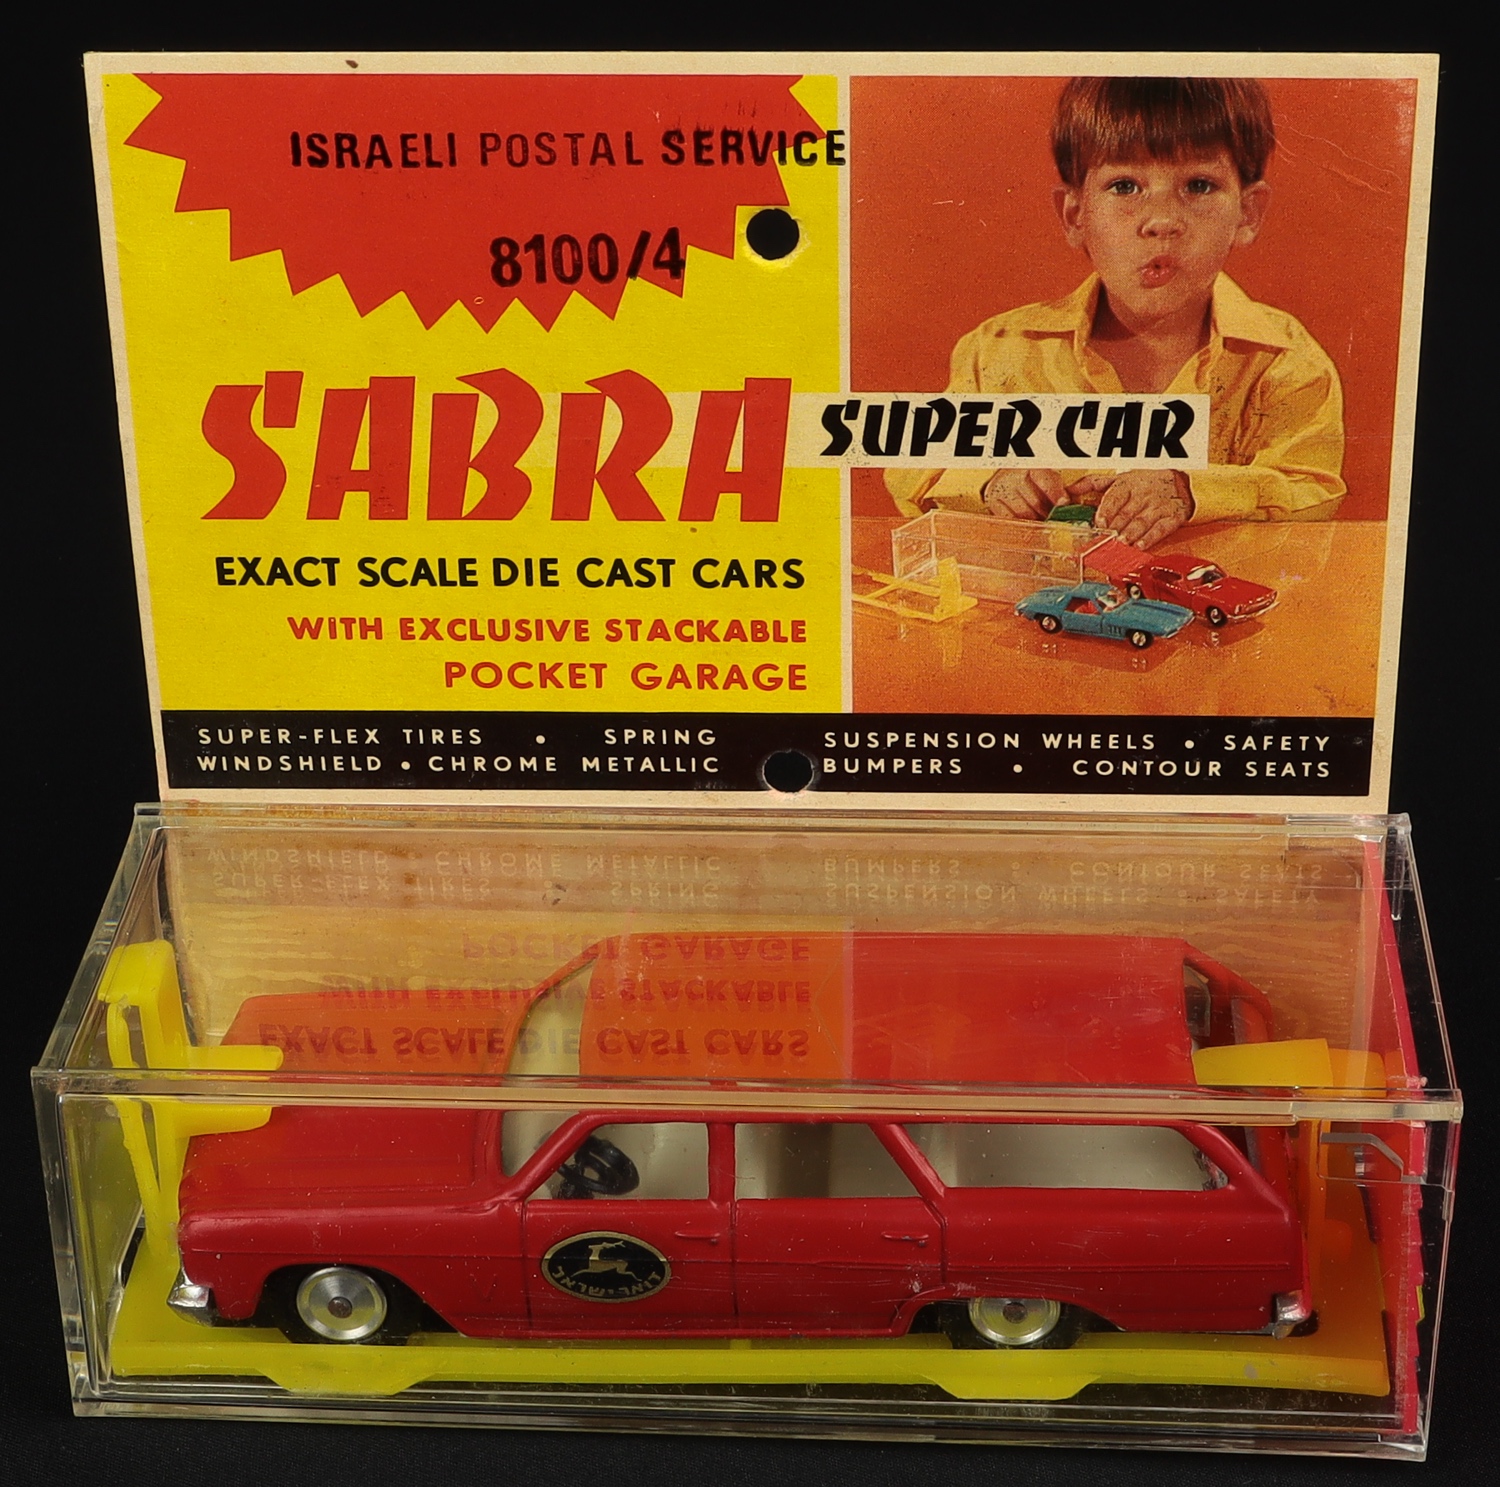 ISRAELI POSTAL SERVICE
8100/4
SABRA SUPER CAR
EXACT SCALE DIE CAST CARS
WITH EXCLUSIVE STACKABLE
POCKET GARAGE
SUPER-FLEX TIRES • SPRING SUSPENSION WHEELS • SAFETY
WINDSHIELD • CHROME METALLIC BUMPERS • CONTOUR SEATS